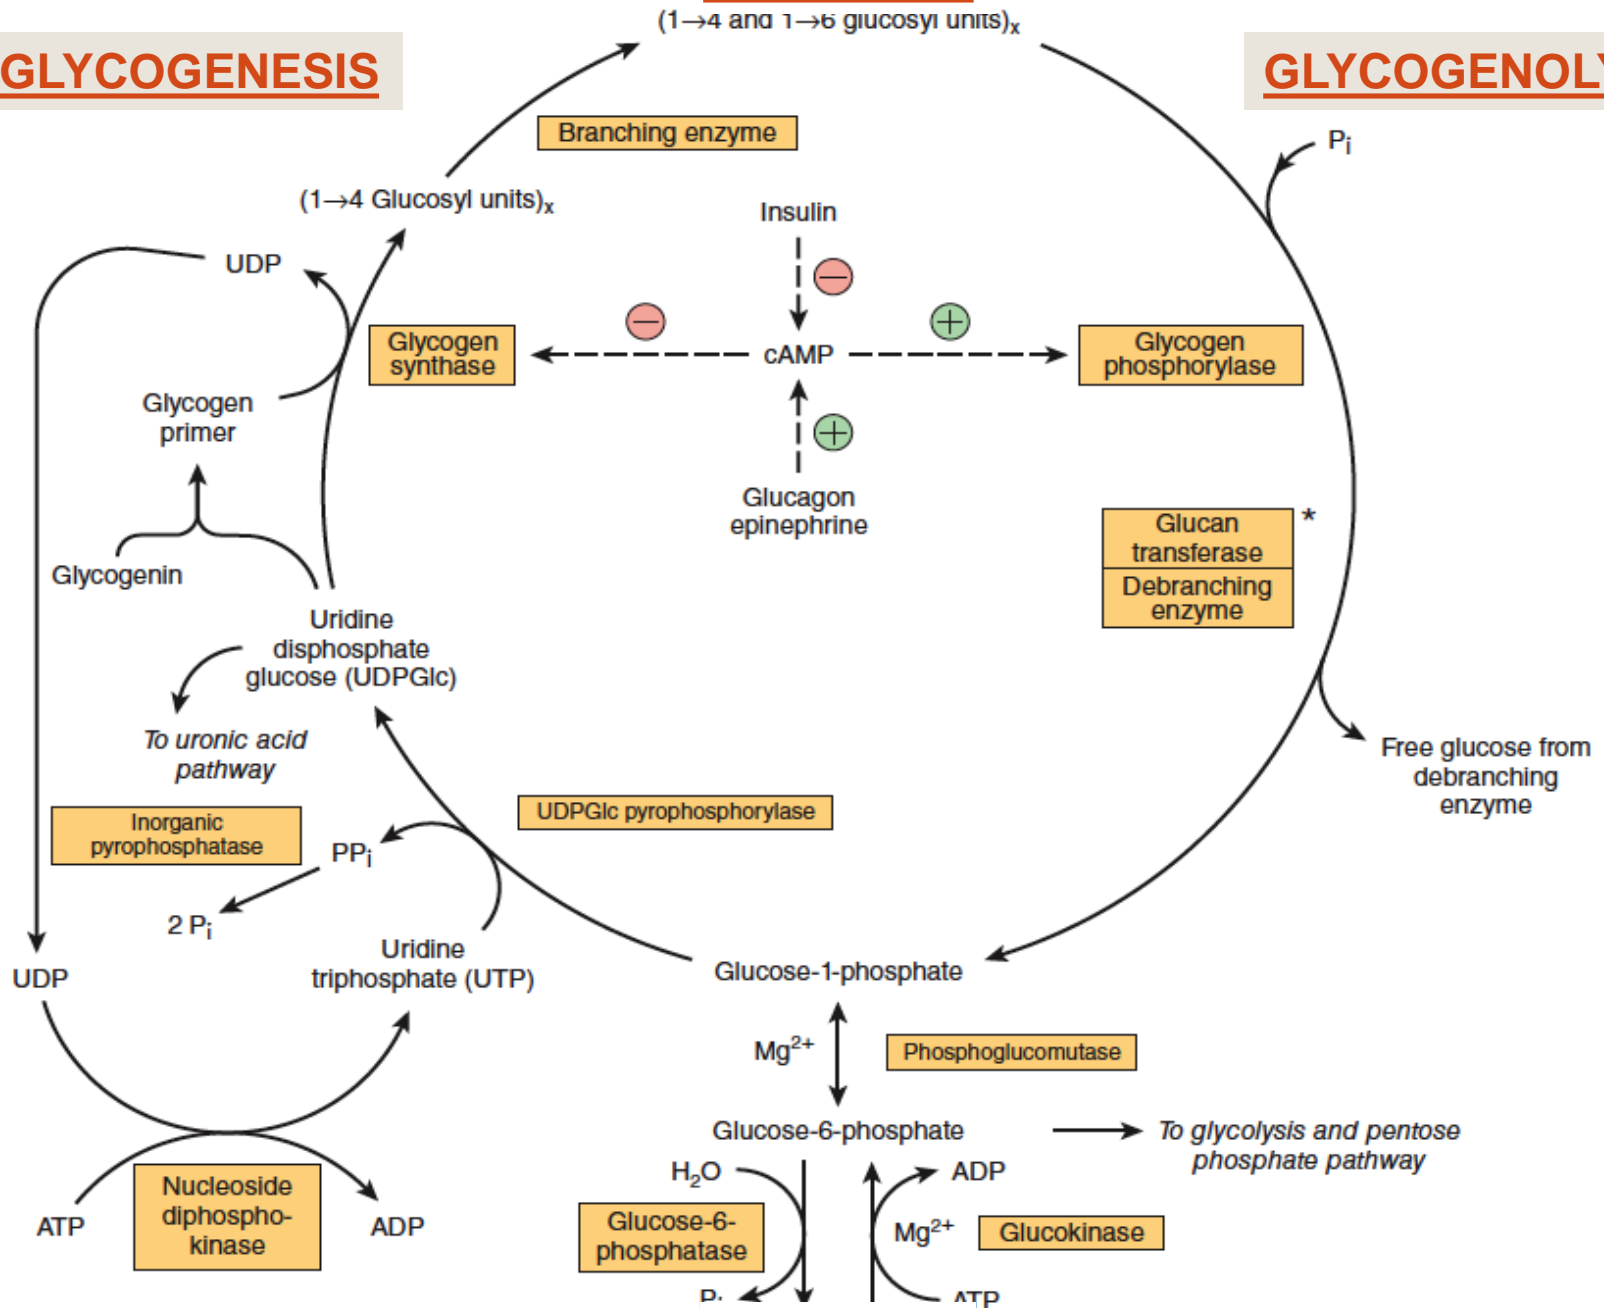 (1→4 and 1→6 glucosyl units)x
GLYCOGENESIS
GLYCOGENOLY
Branching enzyme
Pi
(1→4 Glucosyl units)x
Insulin
UDP
−
−
+
Glycogen
synthase
cAMP
Glycogen
phosphorylase
Glycogen
primer
+
Glucagon
epinephrine
Glucan
transferase
*
Debranching
enzyme
Glycogenin
Uridine
disphosphate
glucose (UDPGlc)
To uronic acid
pathway
Free glucose from
debranching
enzyme
UDPGlc pyrophosphorylase
Inorganic
pyrophosphatase
PPi
2 Pi
Uridine
triphosphate (UTP)
UDP
Glucose-1-phosphate
Mg2+
Phosphoglucomutase
Glucose-6-phosphate
To glycolysis and pentose
phosphate pathway
H2O
ADP
Nucleoside
diphospho-
kinase
ATP
ADP
Glucose-6-
phosphatase
Mg2+
Glucokinase
Pi
ATP